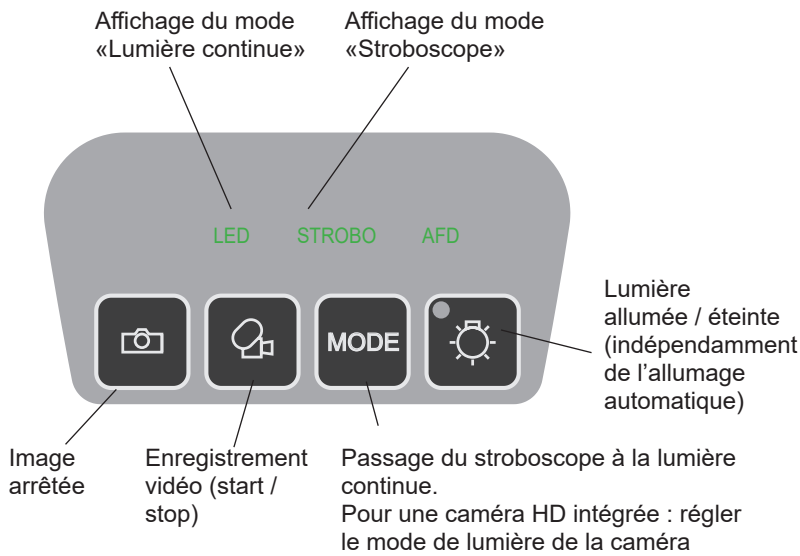 Affichage du mode
«Lumière continue»
Affichage du mode
«Stroboscope»
LED STROBO AFD
MODE
Lumière
allumée / éteinte
(indépendamment
de l'allumage
automatique)
Image
arrêtée
Enregistrement
vidéo (start /
stop)
Passage du stroboscope à la lumière
continue.
Pour une caméra HD intégrée : régler
le mode de lumière de la caméra